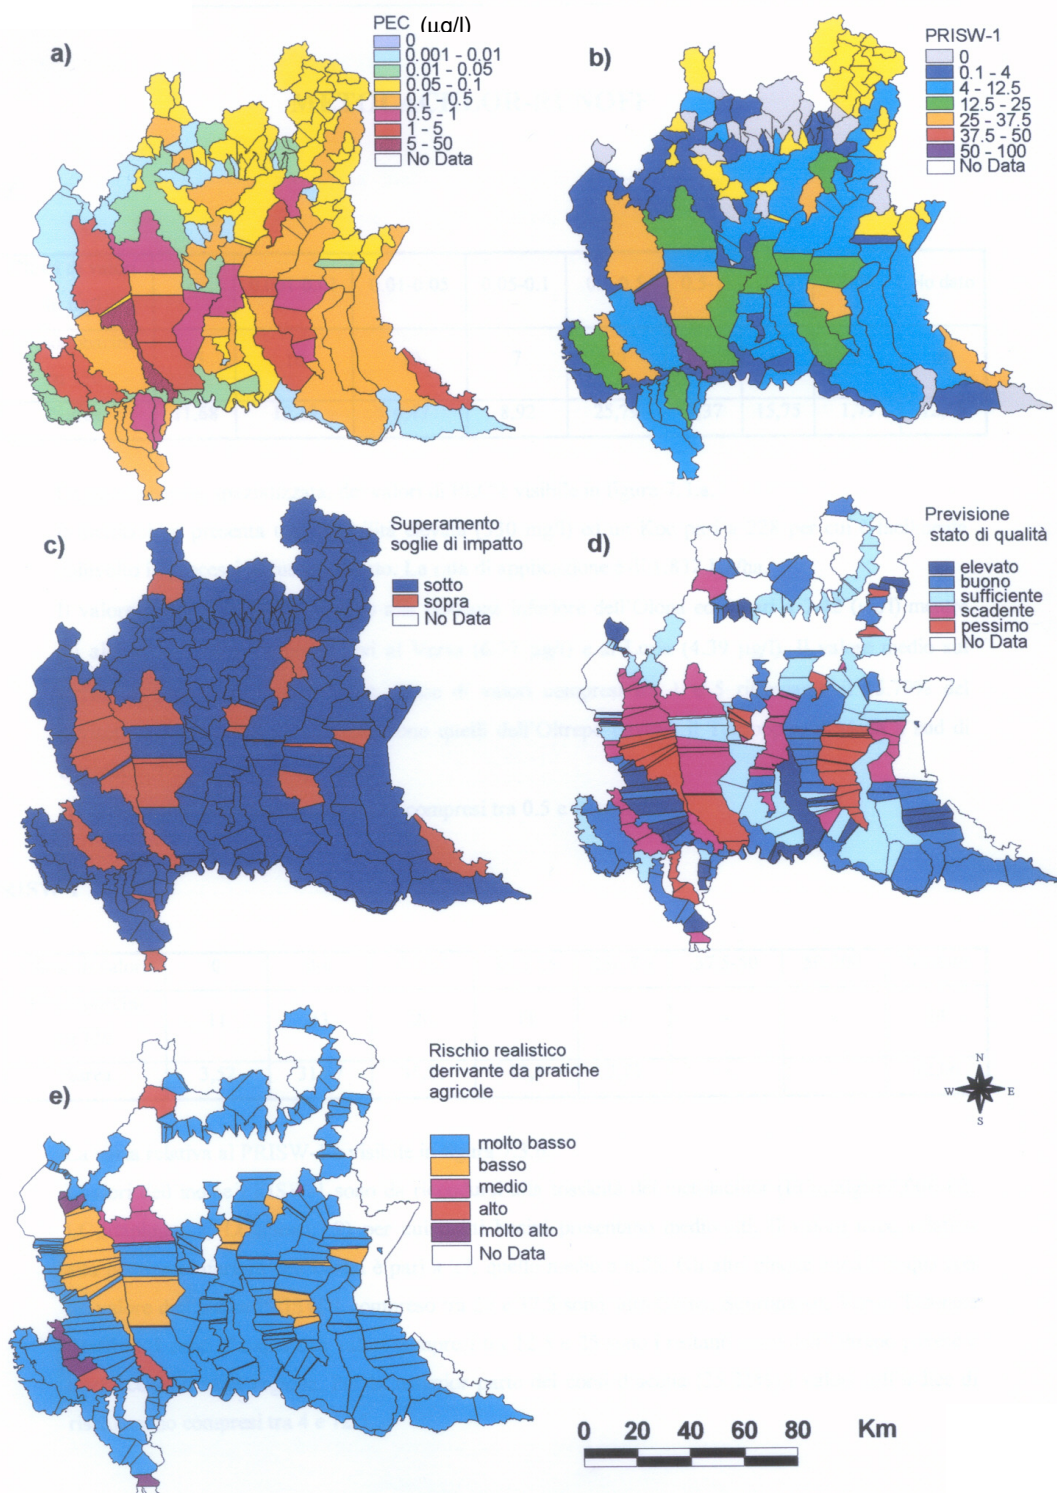 a)
PEC (µg/l)
0
0.001 - 0.01
0.01 - 0.05
0.05 - 0.1
0.1 - 0.5
0.5 - 1
1 - 5
5 - 50
No Data
b)
PRISW-1
0
0.1 - 4
4 - 12.5
12.5 - 25
25 - 37.5
37.5 - 50
50 - 100
No Data
c)
Superamento
soglie di impatto
sotto
sopra
No Data
d)
Previsione
stato di qualità
elevato
buono
sufficiente
scadente
pessimo
No Data
e)
Rischio realistico
derivante da pratiche
agricole
molto basso
basso
medio
alto
molto alto
No Data
N
W E
S
0 20 40 60 80 Km